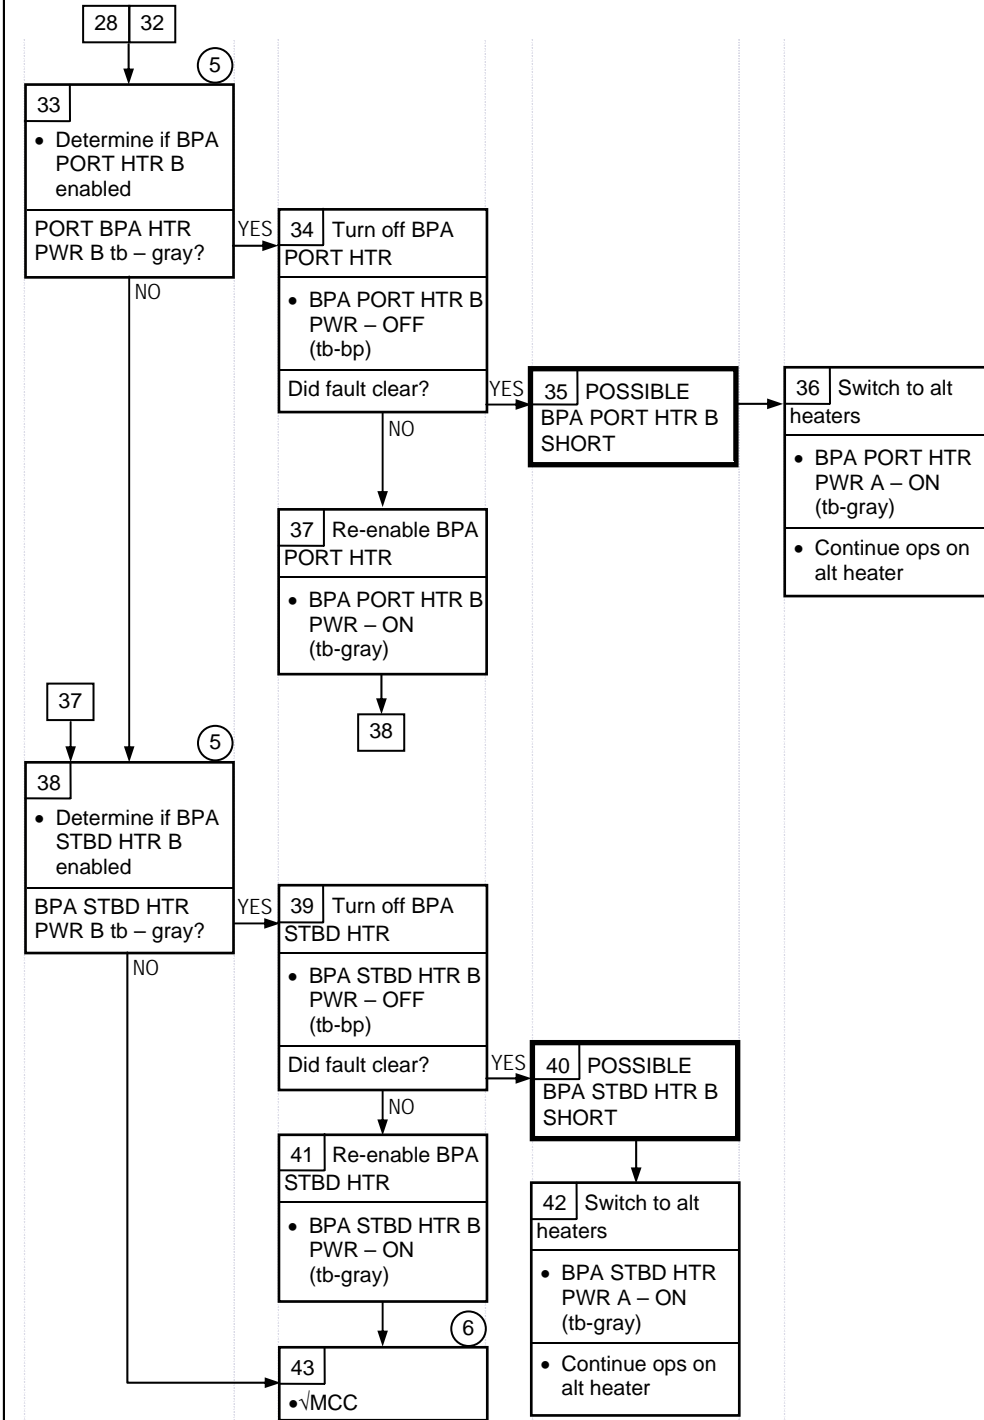 28 32
5
33
• Determine if BPA
PORT HTR B
enabled
PORT BPA HTR
PWR B tb – gray?
YES
NO
34 Turn off BPA
PORT HTR
• BPA PORT HTR B
PWR – OFF
(tb-bp)
Did fault clear?
YES
NO
35 POSSIBLE
BPA PORT HTR B
SHORT
36 Switch to alt
heaters
• BPA PORT HTR
PWR A – ON
(tb-gray)
• Continue ops on
alt heater
37 Re-enable BPA
PORT HTR
• BPA PORT HTR B
PWR – ON
(tb-gray)
38
37
5
38
• Determine if BPA
STBD HTR B
enabled
BPA STBD HTR
PWR B tb – gray?
YES
NO
39 Turn off BPA
STBD HTR
• BPA STBD HTR B
PWR – OFF
(tb-bp)
Did fault clear?
YES
NO
40 POSSIBLE
BPA STBD HTR B
SHORT
41 Re-enable BPA
STBD HTR
• BPA STBD HTR B
PWR – ON
(tb-gray)
42 Switch to alt
heaters
• BPA STBD HTR
PWR A – ON
(tb-gray)
• Continue ops on
alt heater
6
43
•√MCC